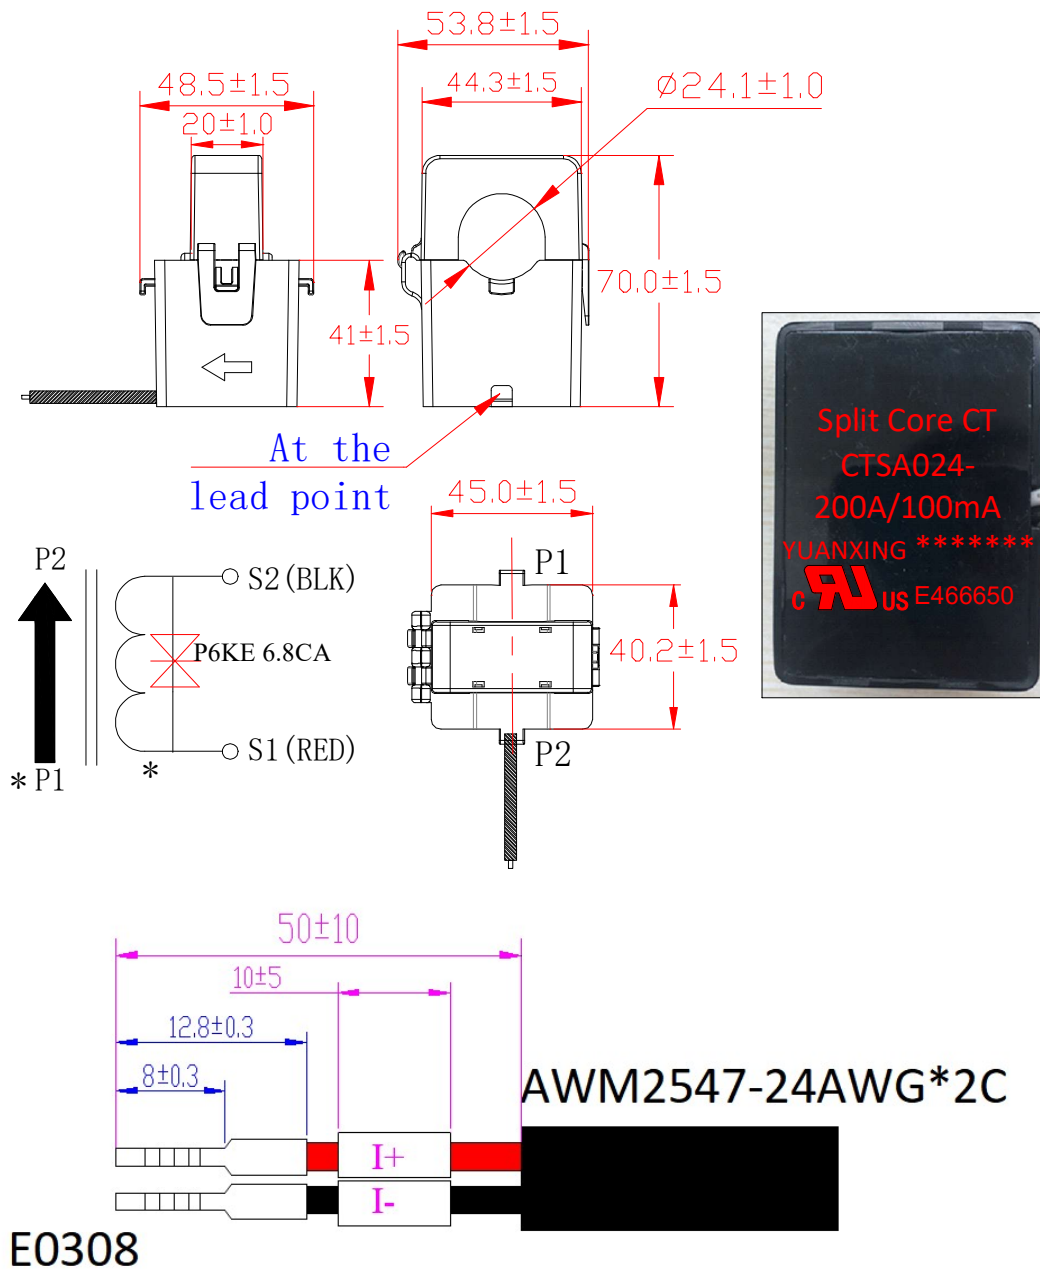 53.8±1.5
48.5±1.5
44.3±1.5
Ø24.1±1.0
20±1.0
70.0±1.5
41±1.5
At the
lead point
Split Core CT
CTSA024-
200A/100mA
YUANXING *******
C RU US E466650
45.0±1.5
P2
S2(BLK)
P1
P6KE 6.8CA
40.2±1.5
S1(RED)
P2
*P1
*
50±10
10±5
12.8±0.3
8±0.3
AWM2547-24AWG*2C
I+
I-
E0308